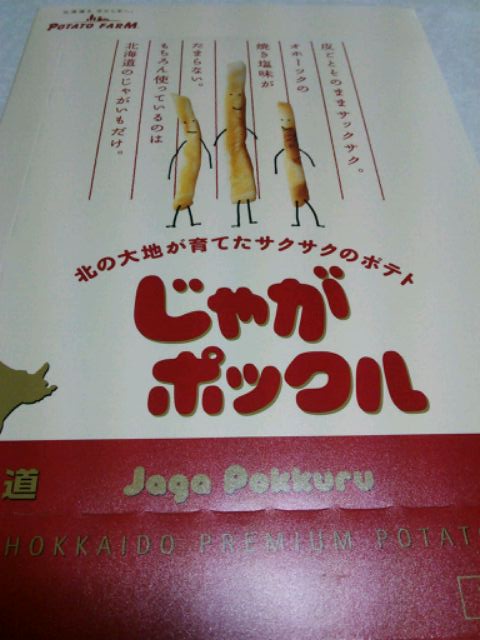 POTATO FARM
皮ごとそのままサックサク。
オホーツクの
焼き塩味が
たまらない。
もちろん使っているのは
北海道のじゃがいもだけ。
北の大地が育てたサクサクのポテト
じゃが
ポックル
道
Jaga Pokkuru
HOKKAIDO PREMIUM POTAT